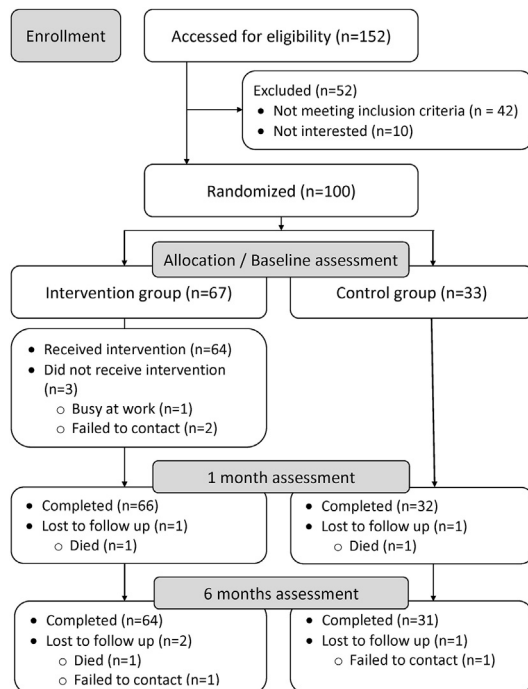 Enrollment
Accessed for eligibility (n=152)
Excluded (n=52)
• Not meeting inclusion criteria (n = 42)
• Not interested (n=10)
Randomized (n=100)
Allocation / Baseline assessment
Intervention group (n=67)
Control group (n=33)
• Received intervention (n=64)
• Did not receive intervention
(n=3)
o Busy at work (n=1)
o Failed to contact (n=2)
1 month assessment
• Completed (n=66)
• Lost to follow up (n=1)
o Died (n=1)
• Completed (n=32)
• Lost to follow up (n=1)
o Died (n=1)
6 months assessment
• Completed (n=64)
• Lost to follow up (n=2)
o Died (n=1)
o Failed to contact (n=1)
• Completed (n=31)
• Lost to follow up (n=1)
o Failed to contact (n=1)